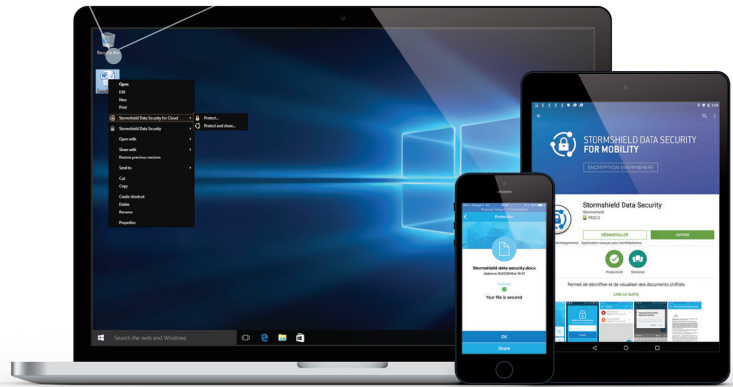 Recycle Bin
Open
Edit
New
Print
Stormshield Data Security for Cloud
Protect...
Stormshield Data Security
Protect and share...
Open with
Share with
Restore previous versions
Send to
Cut
Copy
Create shortcut
Delete
Rename
Properties
Search the web and Windows
Protection
Stormshield data security.docx
Your file is secured
OK
Share
STORMSHIELD DATA SECURITY
FOR MOBILITY
ENCRYPTION EVERYWHERE
Stormshield Data Security
Stormshield
PEGI 3
DÉSINSTALLER
OUVRIR
Productivité
Similaires
Permet de déchiffrer et de visualiser des documents chiffrés
LIRE LA SUITE